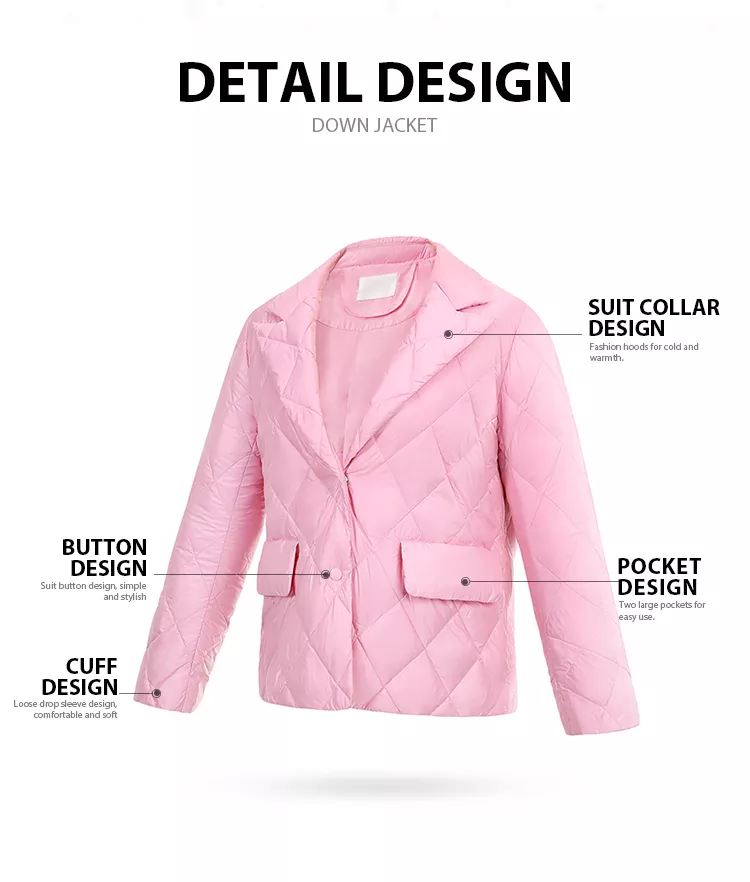 DETAIL DESIGN
DOWN JACKET
SUIT COLLAR
DESIGN
Fashion hoods for cold and
warmth.
BUTTON
DESIGN
Suit button design, simple
and stylish
POCKET
DESIGN
Two large pockets for
easy use.
CUFF
DESIGN
Loose drop sleeve design,
comfortable and soft